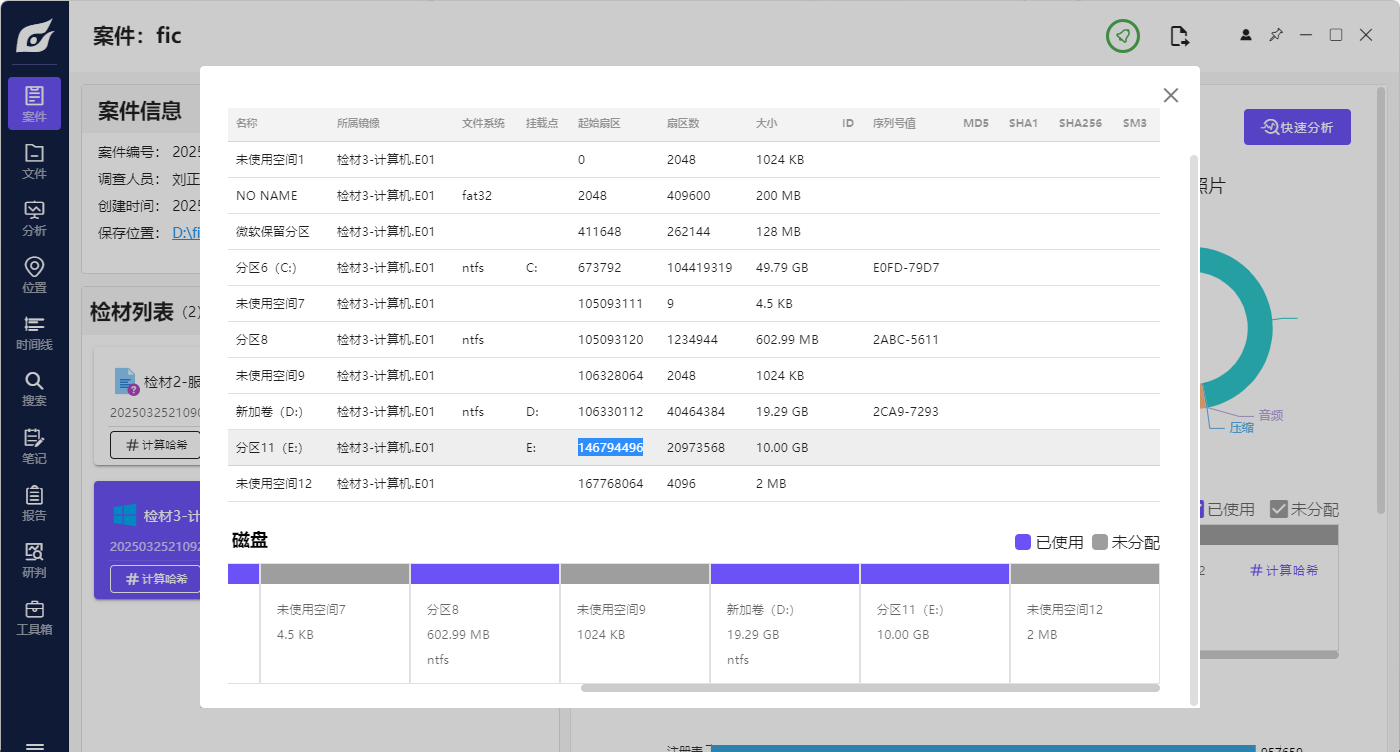 案件：fic
案件
文件
分析
位置
时间线
搜索
笔记
报告
研判
工具箱
案件信息
案件编号： 2025
调查人员： 刘正
创建时间： 2025
保存位置： D:\fi
检材列表 (2)
检材2-服
2025032521090
计算哈希
检材3-计
2025032521092
计算哈希
名称 所属镜像 文件系统 挂载点 起始扇区 扇区数 大小 ID 序列号值 MD5 SHA1 SHA256 SM3
未使用空间1 检材3-计算机.E01 0 2048 1024 KB
NO NAME 检材3-计算机.E01 fat32 2048 409600 200 MB
微软保留分区 检材3-计算机.E01 411648 262144 128 MB
分区6（C:） 检材3-计算机.E01 ntfs C: 673792 104419319 49.79 GB E0FD-79D7
未使用空间7 检材3-计算机.E01 105093111 9 4.5 KB
分区8 检材3-计算机.E01 ntfs 105093120 1234944 602.99 MB 2ABC-5611
未使用空间9 检材3-计算机.E01 106328064 2048 1024 KB
新加卷（D:） 检材3-计算机.E01 ntfs D: 106330112 40464384 19.29 GB 2CA9-7293
分区11（E:） 检材3-计算机.E01 E: 146794496 20973568 10.00 GB
未使用空间12 检材3-计算机.E01 167768064 4096 2 MB
磁盘
已使用 未分配
未使用空间7 分区8 未使用空间9 新加卷（D:） 分区11（E:） 未使用空间12
4.5 KB 602.99 MB 1024 KB 19.29 GB 10.00 GB 2 MB
ntfs ntfs
快速分析
照片
音频
压缩
已使用 未分配
2 计算哈希
注册表 957650